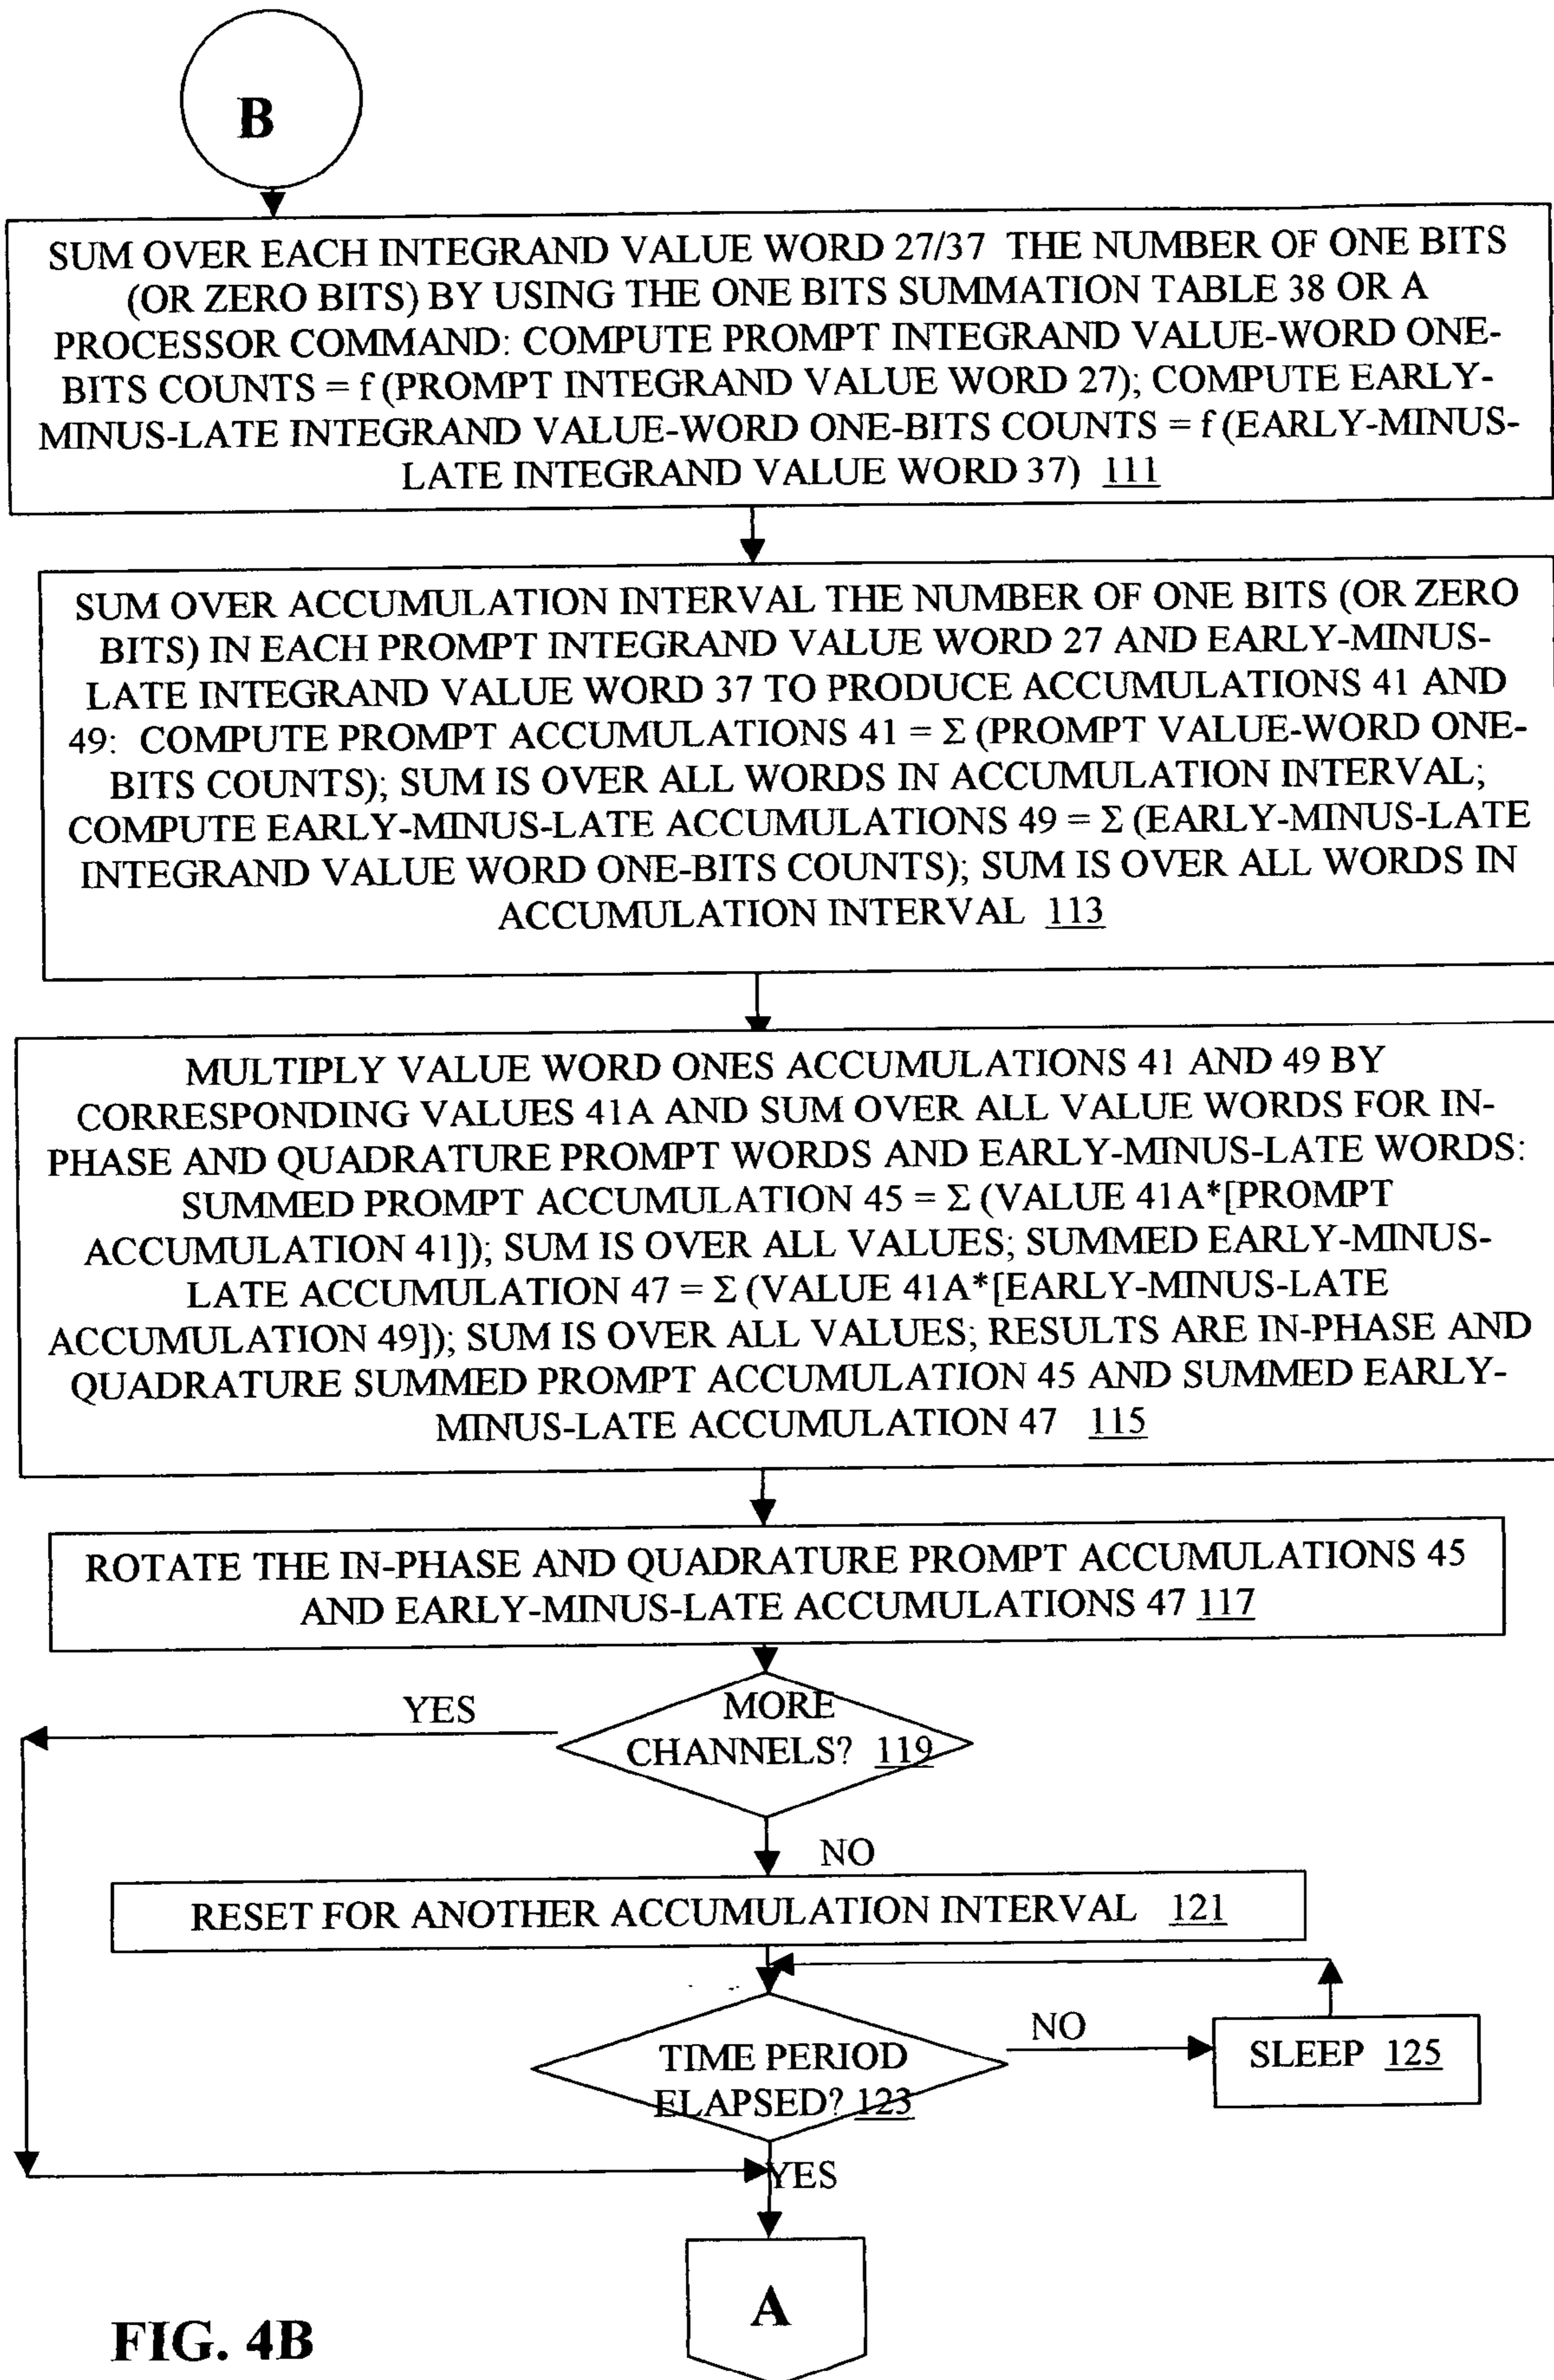 B
SUM OVER EACH INTEGRAND VALUE WORD 27/37 THE NUMBER OF ONE BITS
(OR ZERO BITS) BY USING THE ONE BITS SUMMATION TABLE 38 OR A
PROCESSOR COMMAND: COMPUTE PROMPT INTEGRAND VALUE-WORD ONE-
BITS COUNTS = f (PROMPT INTEGRAND VALUE WORD 27); COMPUTE EARLY-
MINUS-LATE INTEGRAND VALUE-WORD ONE-BITS COUNTS = f (EARLY-MINUS-
LATE INTEGRAND VALUE WORD 37) 111
SUM OVER ACCUMULATION INTERVAL THE NUMBER OF ONE BITS (OR ZERO
BITS) IN EACH PROMPT INTEGRAND VALUE WORD 27 AND EARLY-MINUS-
LATE INTEGRAND VALUE WORD 37 TO PRODUCE ACCUMULATIONS 41 AND
49: COMPUTE PROMPT ACCUMULATIONS 41 = Σ (PROMPT VALUE-WORD ONE-
BITS COUNTS); SUM IS OVER ALL WORDS IN ACCUMULATION INTERVAL;
COMPUTE EARLY-MINUS-LATE ACCUMULATIONS 49 = Σ (EARLY-MINUS-LATE
INTEGRAND VALUE WORD ONE-BITS COUNTS); SUM IS OVER ALL WORDS IN
ACCUMULATION INTERVAL 113
MULTIPLY VALUE WORD ONES ACCUMULATIONS 41 AND 49 BY
CORRESPONDING VALUES 41A AND SUM OVER ALL VALUE WORDS FOR IN-
PHASE AND QUADRATURE PROMPT WORDS AND EARLY-MINUS-LATE WORDS:
SUMMED PROMPT ACCUMULATION 45 = Σ (VALUE 41A*[PROMPT
ACCUMULATION 41]); SUM IS OVER ALL VALUES; SUMMED EARLY-MINUS-
LATE ACCUMULATION 47 = Σ (VALUE 41A*[EARLY-MINUS-LATE
ACCUMULATION 49]); SUM IS OVER ALL VALUES; RESULTS ARE IN-PHASE AND
QUADRATURE SUMMED PROMPT ACCUMULATION 45 AND SUMMED EARLY-
MINUS-LATE ACCUMULATION 47 115
ROTATE THE IN-PHASE AND QUADRATURE PROMPT ACCUMULATIONS 45
AND EARLY-MINUS-LATE ACCUMULATIONS 47 117
YES
MORE
CHANNELS? 119
NO
RESET FOR ANOTHER ACCUMULATION INTERVAL 121
TIME PERIOD
ELAPSED? 123
NO
SLEEP 125
YES
A
FIG. 4B